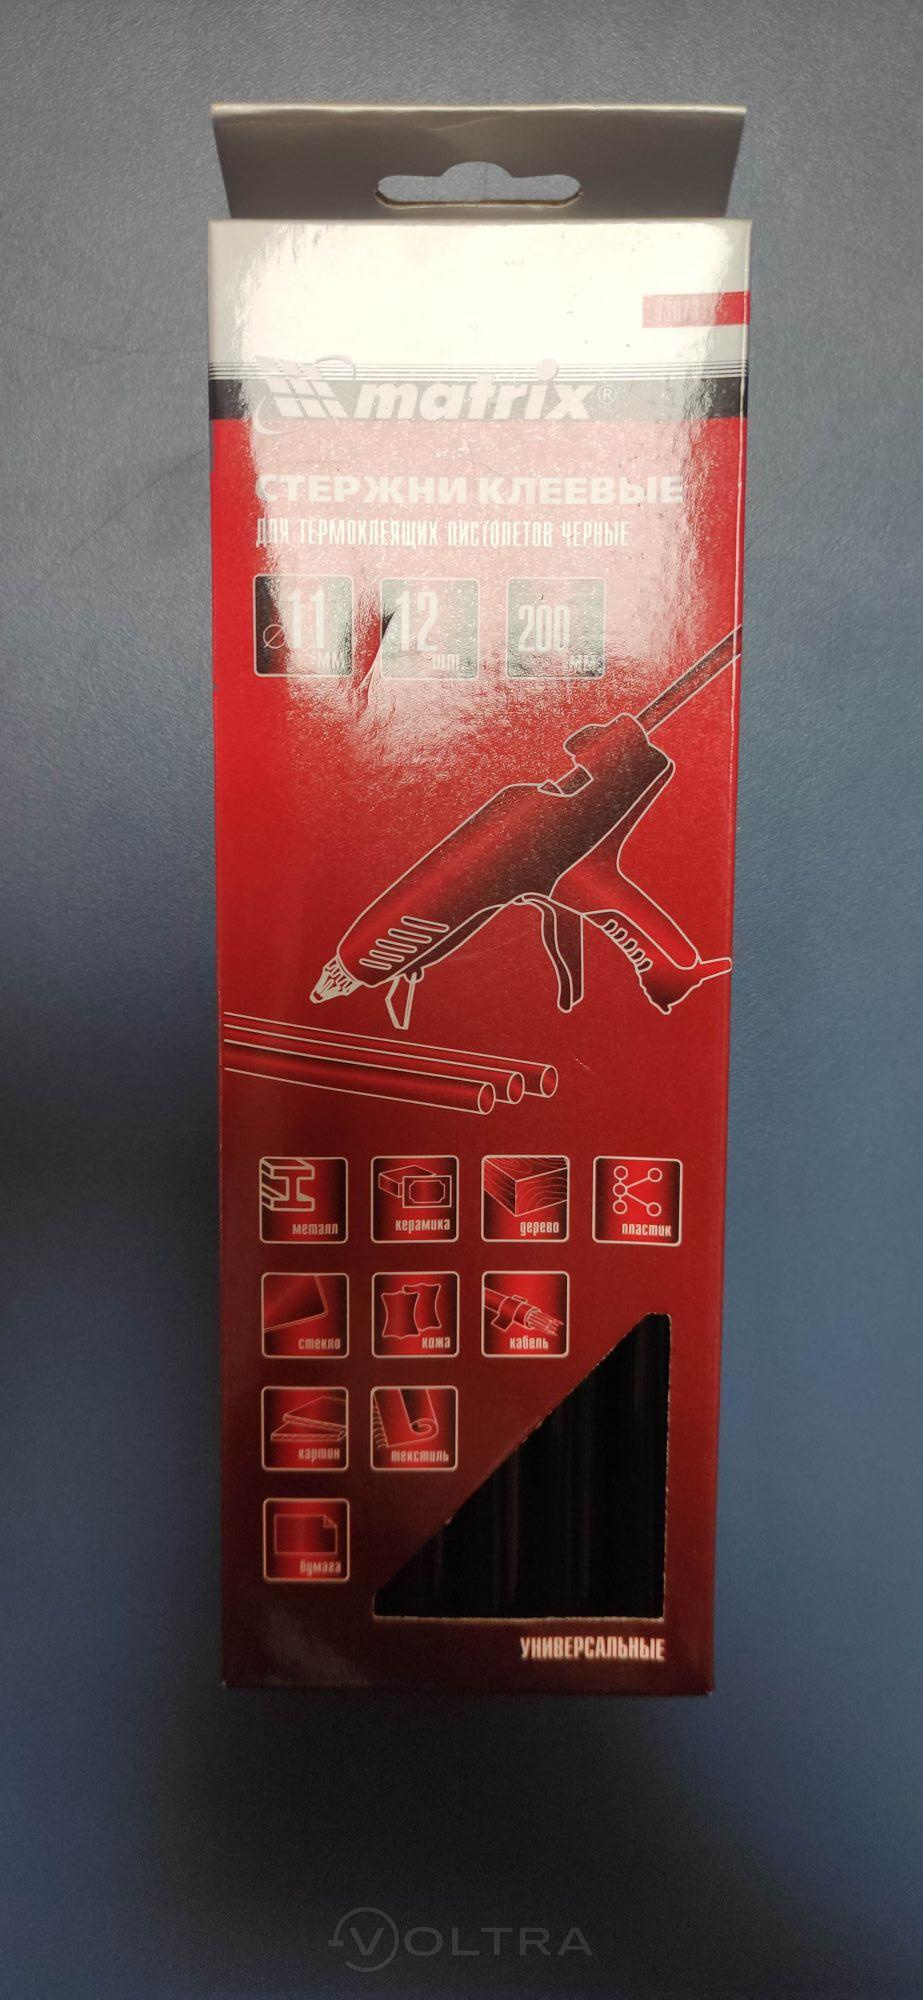 matrix®
СТЕРЖНИ КЛЕЕВЫЕ
ДЛЯ ТЕРМОКЛЕЯЩИХ ПИСТОЛЕТОВ ЧЕРНЫЕ
⌀11 мм 12 шт. 200 мм
металл керамика дерево пластик
стекло кожа кабель
картон текстиль
бумага
УНИВЕРСАЛЬНЫЕ
VOLTRA